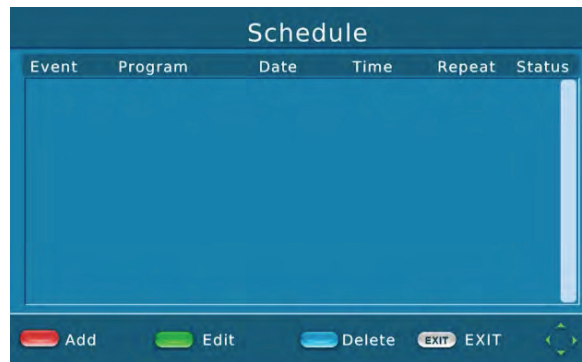 Schedule
Event Program Date Time Repeat Status
Add Edit Delete EXIT EXIT